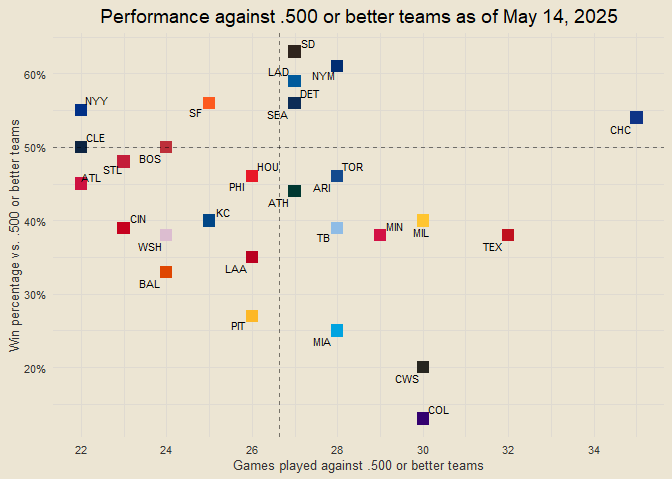 Performance against .500 or better teams as of May 14, 2025
SD
LAD
NYM
60%
NYY
SF
DET
SEA
CHC
CLE
50%
BOS
STL
HOU
TOR
ATL
PHI
ARI
ATH
40%
CIN
KC
WSH
TB
MIN
MIL
TEX
LAA
BAL
30%
PIT
MIA
20%
CWS
COL
Win percentage vs. .500 or better teams
22 24 26 28 30 32 34
Games played against .500 or better teams